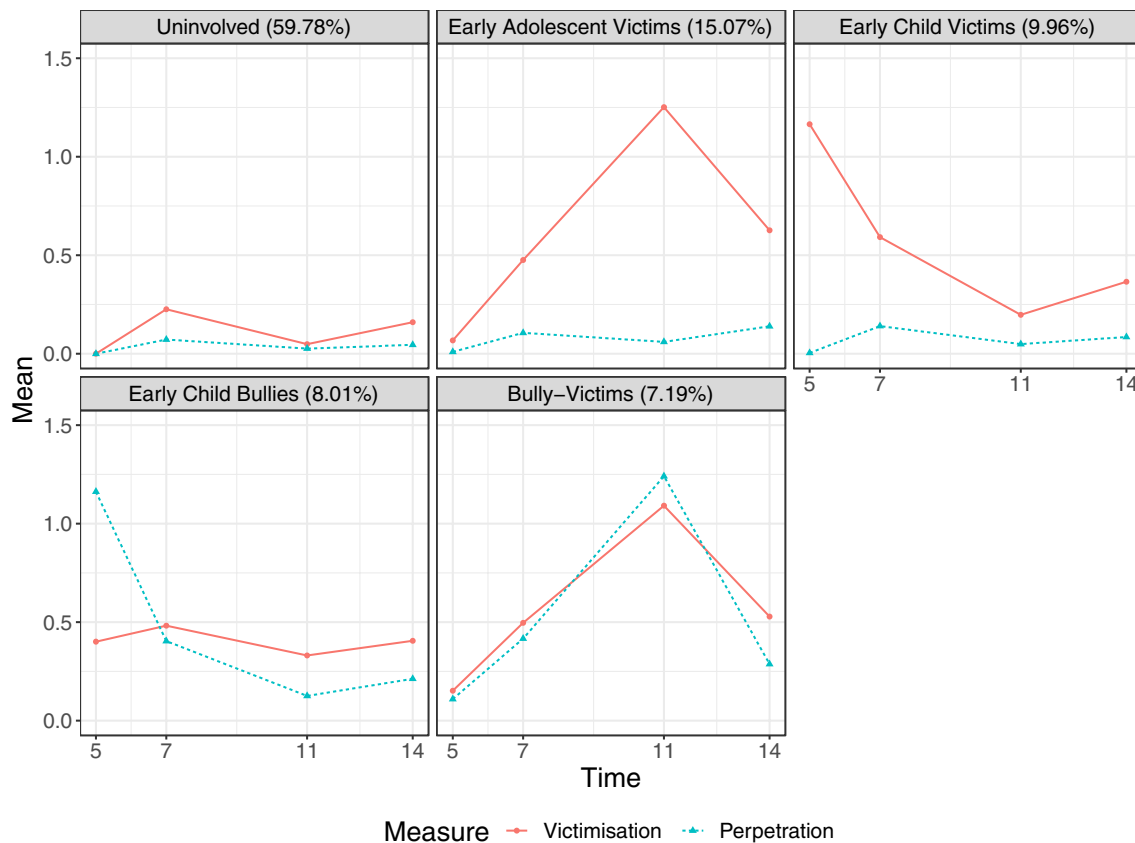 Uninvolved (59.78%) Early Adolescent Victims (15.07%) Early Child Victims (9.96%)
1.5
1.0
0.5
0.0
5 7 11 14
Early Child Bullies (8.01%) Bully−Victims (7.19%)
1.5
1.0
0.5
0.0
5 7 11 14 5 7 11 14
Mean
Time
Measure Victimisation Perpetration